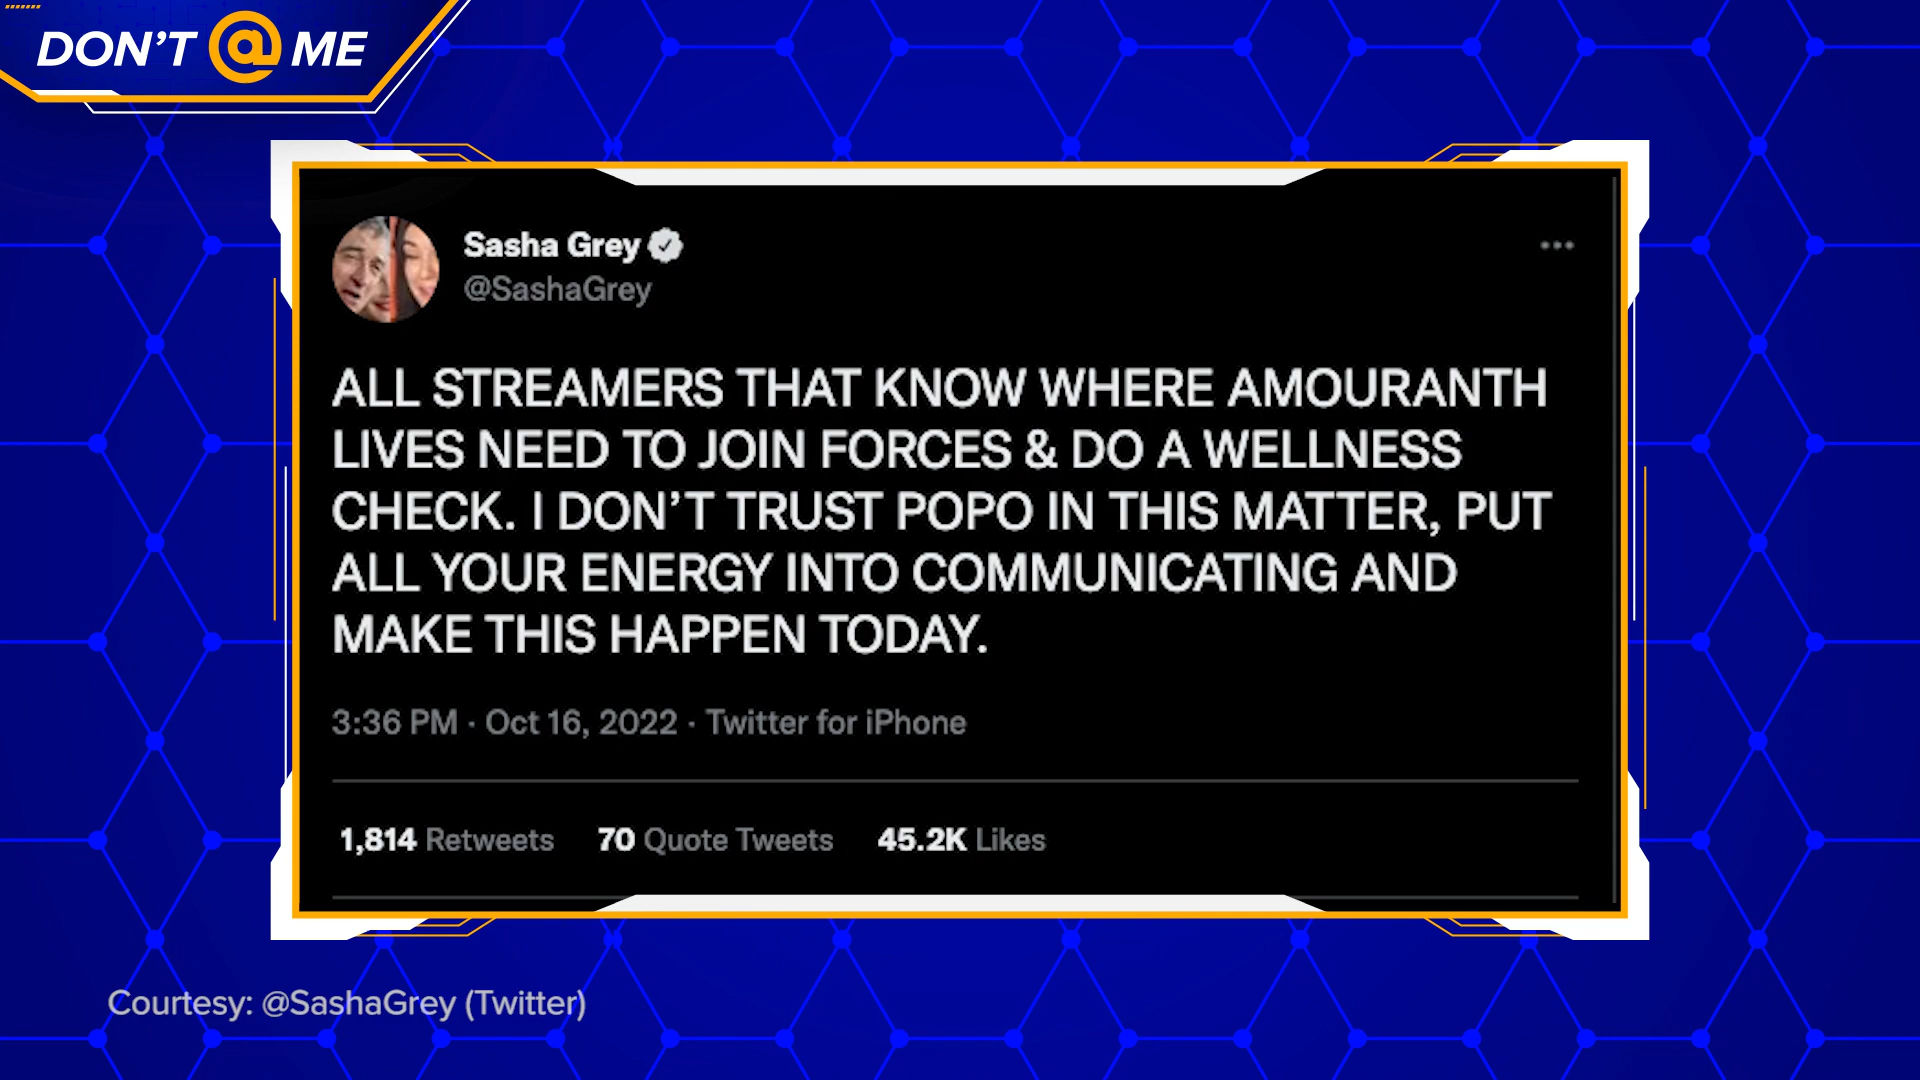 DON'T @ ME
Sasha Grey
@SashaGrey
ALL STREAMERS THAT KNOW WHERE AMOURANTH
LIVES NEED TO JOIN FORCES & DO A WELLNESS
CHECK. I DON'T TRUST POPO IN THIS MATTER, PUT
ALL YOUR ENERGY INTO COMMUNICATING AND
MAKE THIS HAPPEN TODAY.
3:36 PM · Oct 16, 2022 · Twitter for iPhone
1,814 Retweets 70 Quote Tweets 45.2K Likes
Courtesy: @SashaGrey (Twitter)